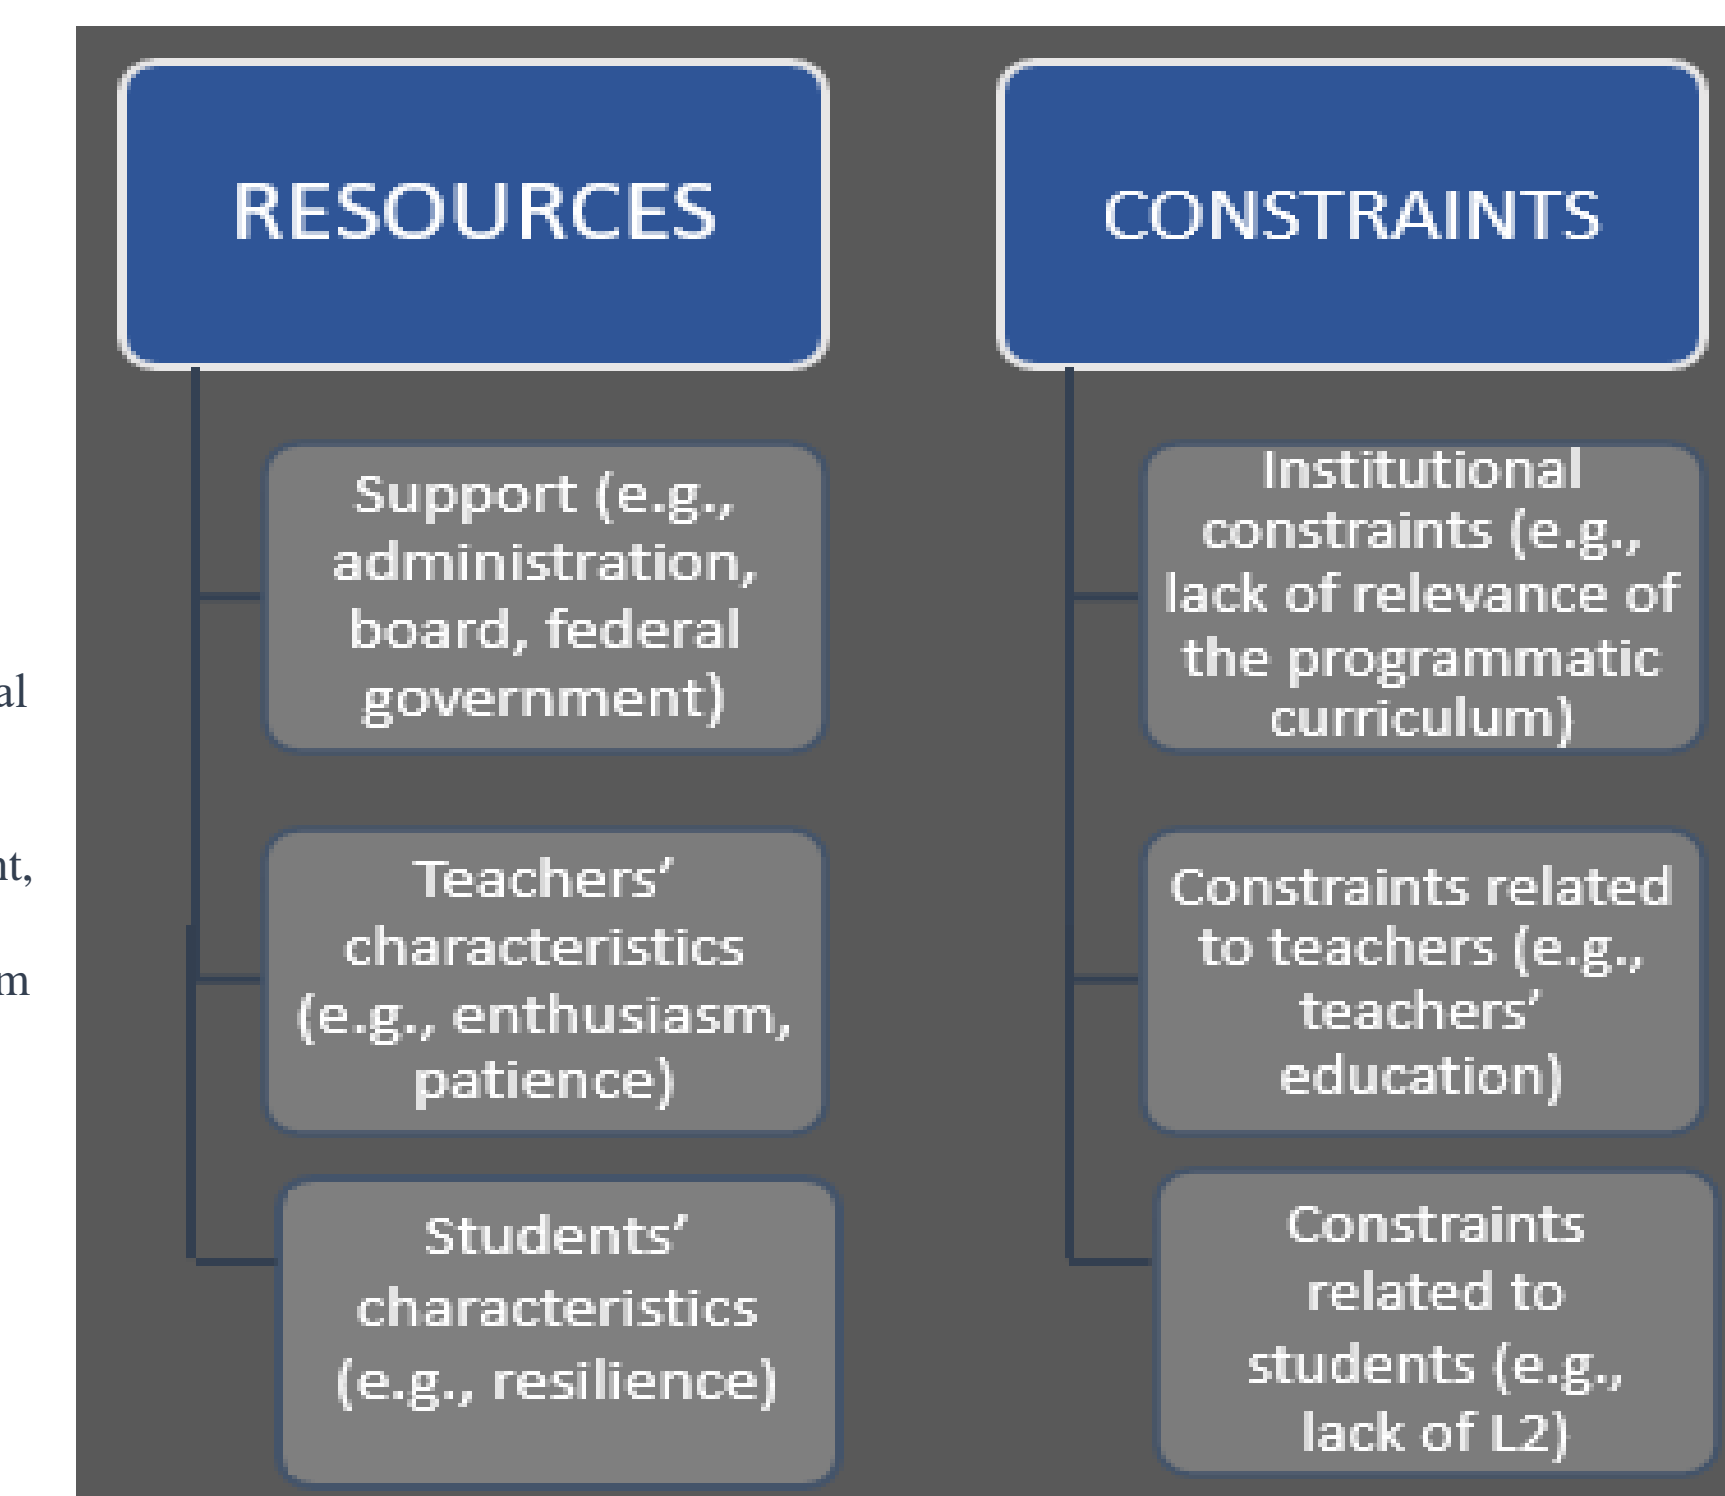 al
nt,
m
RESOURCES
Support (e.g.,
administration,
board, federal
government)
Teachers’
characteristics
(e.g., enthusiasm,
patience)
Students’
characteristics
(e.g., resilience)
CONSTRAINTS
Institutional
constraints (e.g.,
lack of relevance of
the programmatic
curriculum)
Constraints related
to teachers (e.g.,
teachers’
education)
Constraints
related to
students (e.g.,
lack of L2)